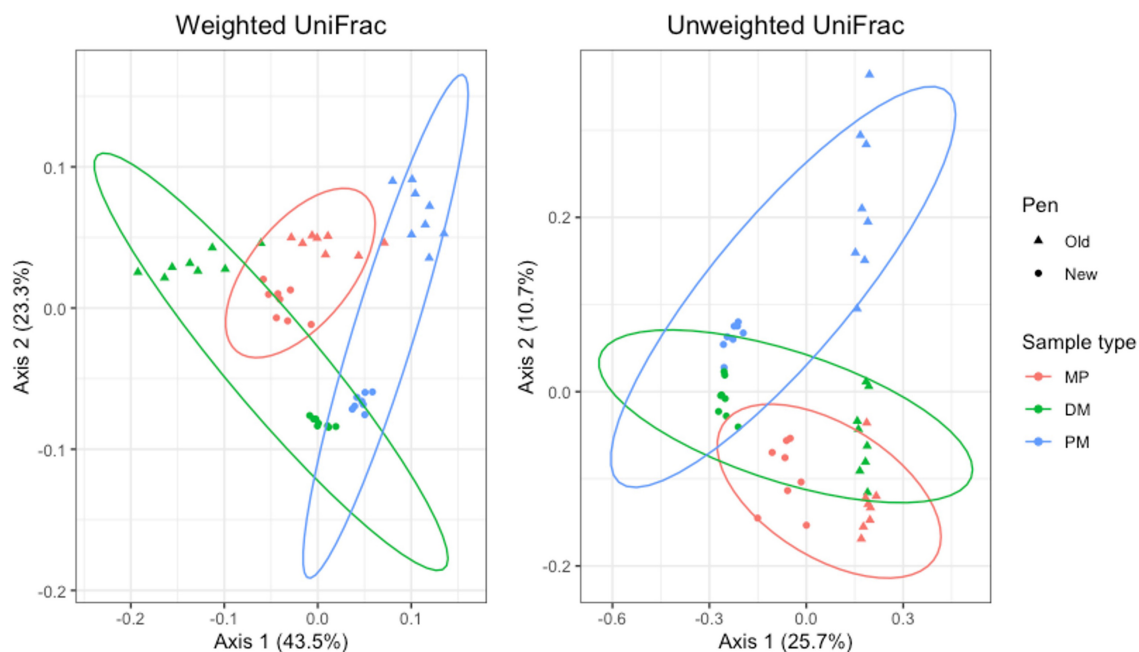 Weighted UniFrac
Unweighted UniFrac
Axis 2 (23.3%)
0.1
0.0
-0.1
-0.2
-0.2
-0.1
0.0
0.1
Axis 1 (43.5%)
Axis 2 (10.7%)
0.2
0.0
-0.2
-0.6
-0.3
0.0
0.3
Axis 1 (25.7%)
Pen
Old
New
Sample type
MP
DM
PM